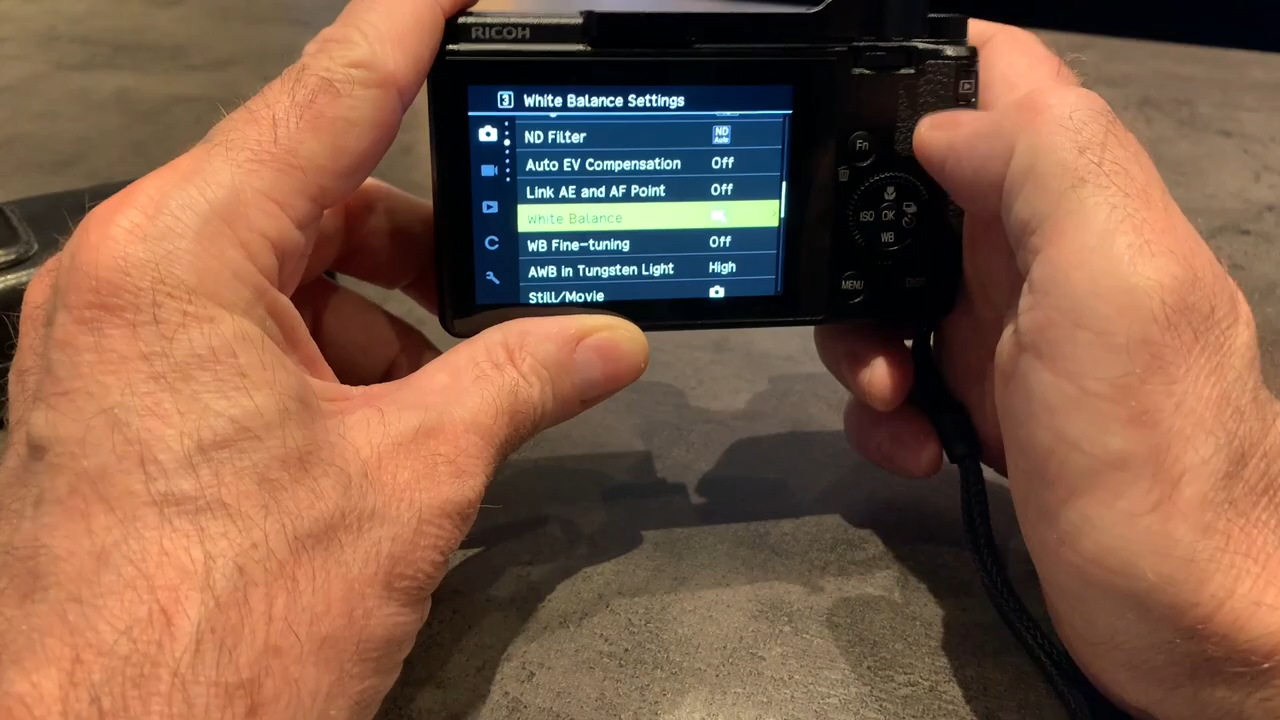 RICOH
3 White Balance Settings
ND Filter ND Auto
Auto EV Compensation Off
Link AE and AF Point Off
White Balance
WB Fine-tuning Off
AWB in Tungsten Light High
Still/Movie
C
Fn
ISO OK
WB
MENU